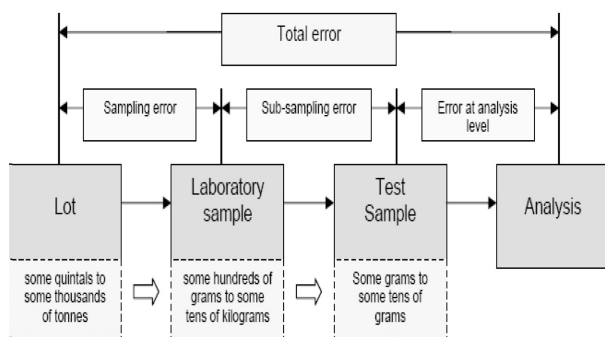 Total error
Sampling error
Sub-sampling error
Error at analysis
level
Lot
Laboratory
sample
Test
Sample
Analysis
some quintals to
some thousands
of tonnes
some hundreds of
grams to some
tens of kilograms
Some grams to
some tens of
grams